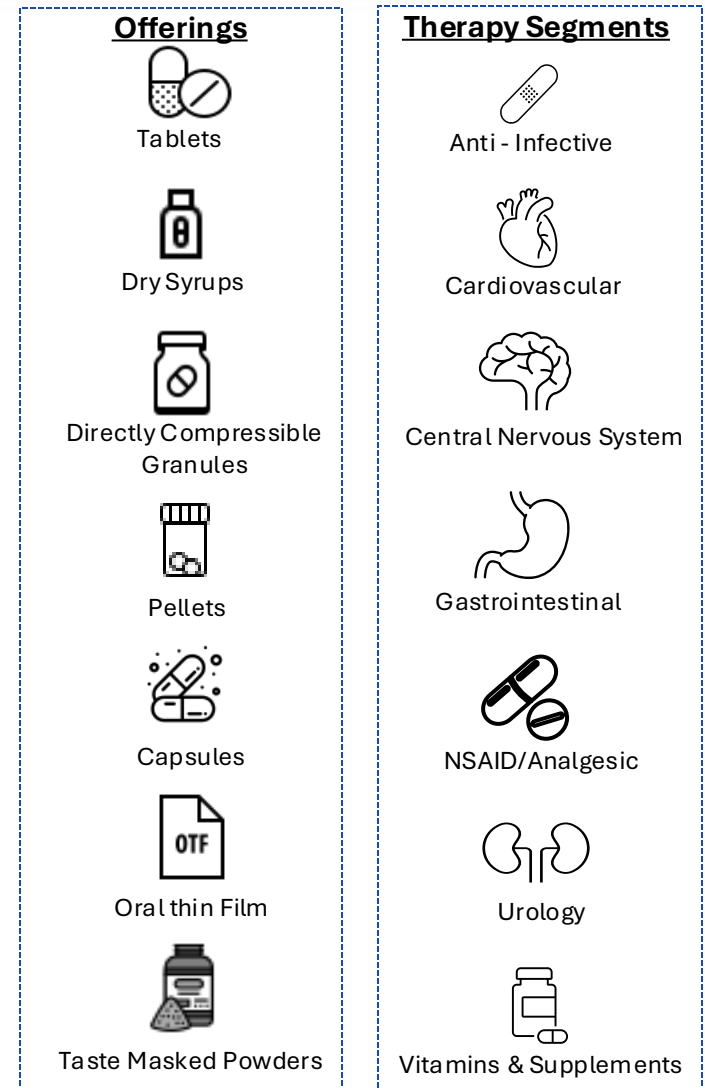 Offerings
Tablets
Dry Syrups
Directly Compressible
Granules
Pellets
Capsules
OTF
Oral thin Film
Taste Masked Powders
Therapy Segments
Anti - Infective
Cardiovascular
Central Nervous System
Gastrointestinal
NSAID/Analgesic
Urology
Vitamins & Supplements